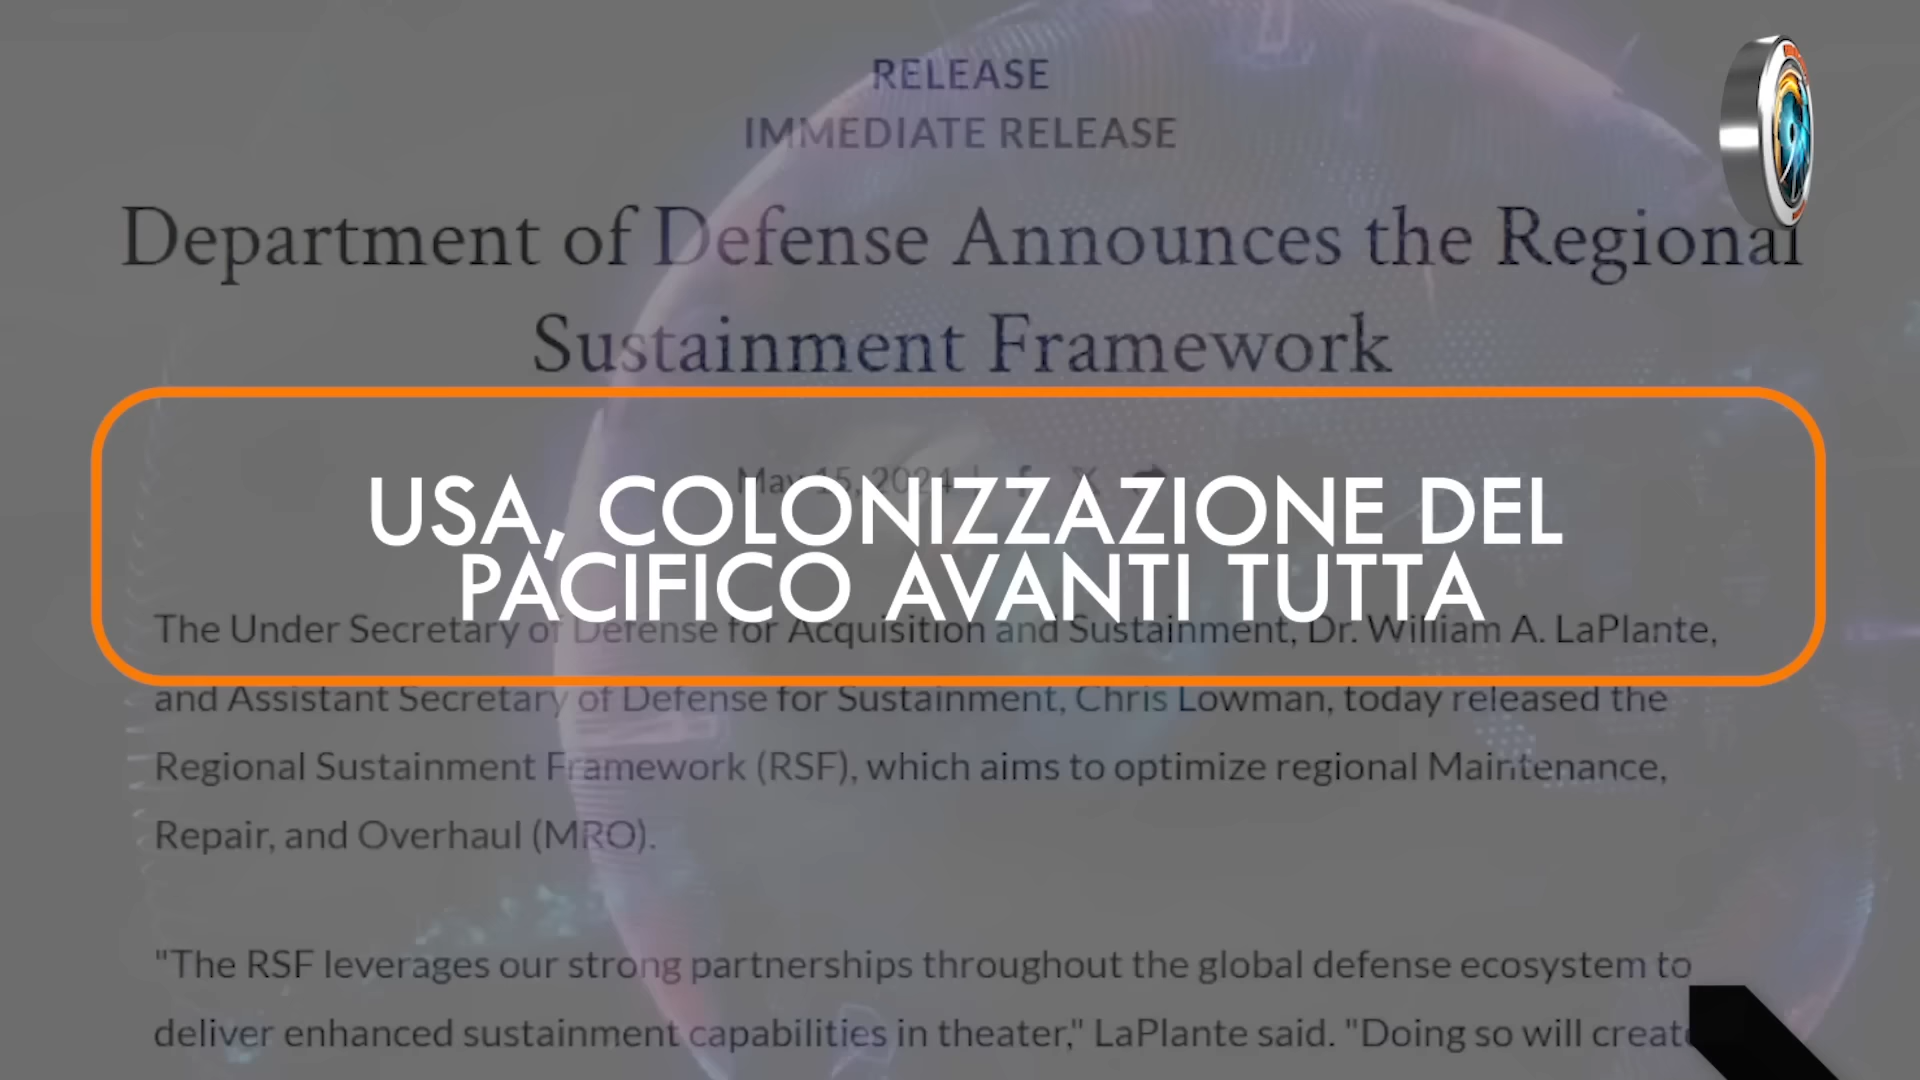 RELEASE
IMMEDIATE RELEASE
Department of Defense Announces the Regional
Sustainment Framework
May 15, 2024
USA, COLONIZZAZIONE DEL
PACIFICO AVANTI TUTTA
The Under Secretary of Defense for Acquisition and Sustainment, Dr. William A. LaPlante,
and Assistant Secretary of Defense for Sustainment, Chris Lowman, today released the
Regional Sustainment Framework (RSF), which aims to optimize regional Maintenance,
Repair, and Overhaul (MRO).
"The RSF leverages our strong partnerships throughout the global defense ecosystem to
deliver enhanced sustainment capabilities in theater," LaPlante said. "Doing so will create